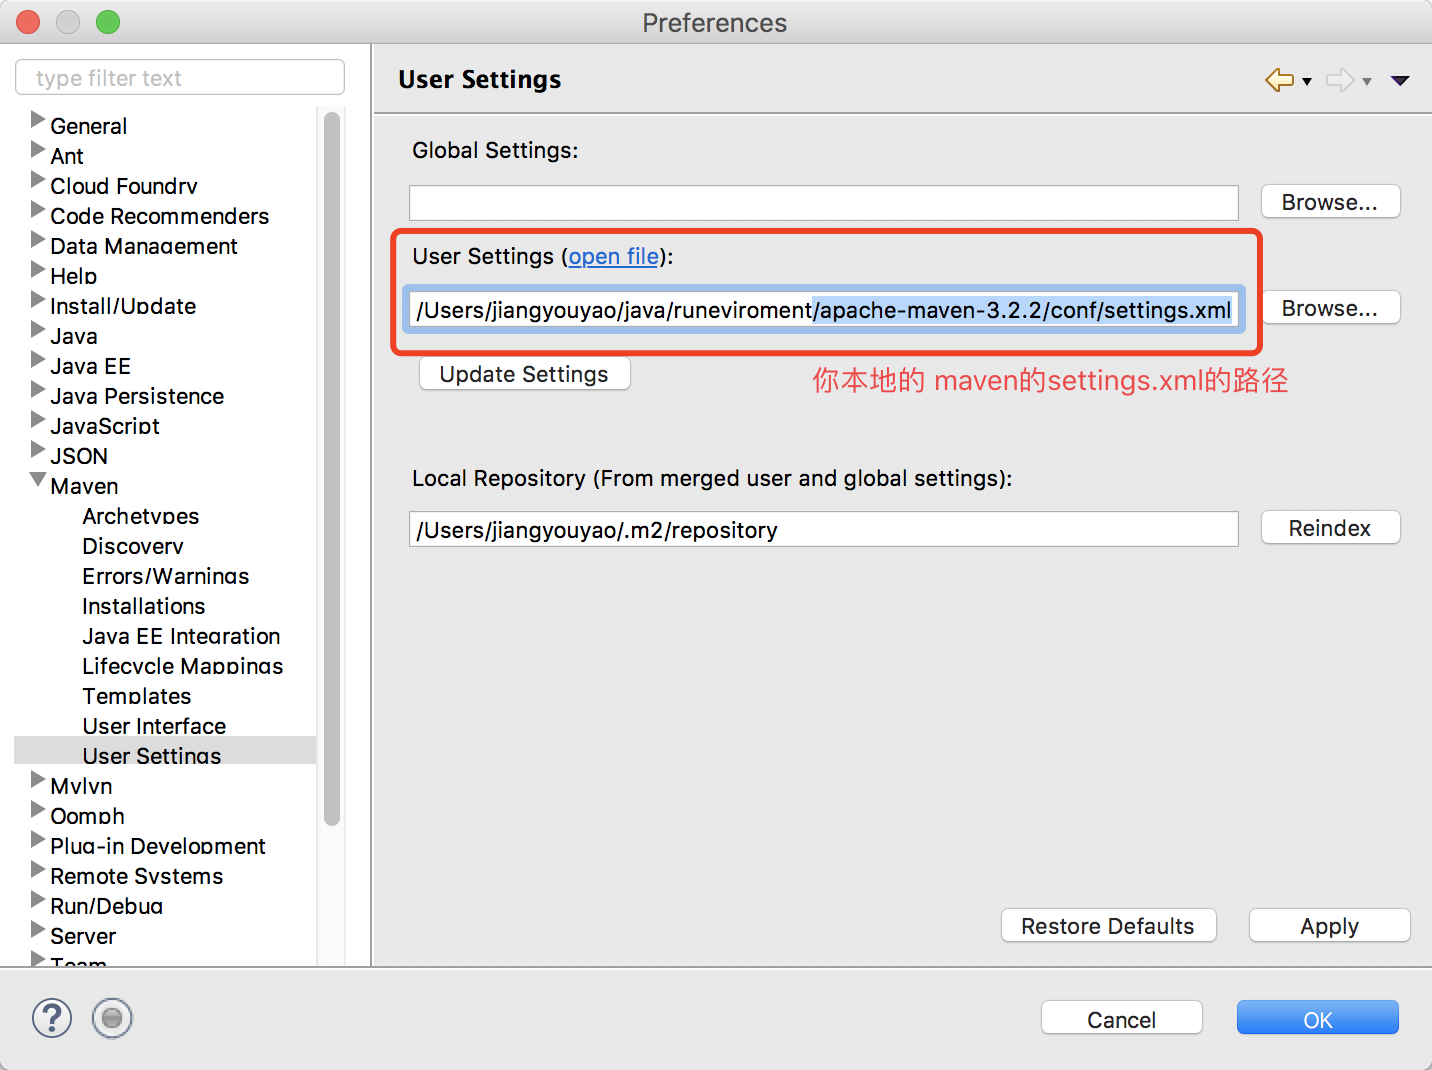 Preferences
type filter text
General
Ant
Cloud Foundry
Code Recommenders
Data Management
Help
Install/Update
Java
Java EE
Java Persistence
JavaScript
JSON
Maven
Archetypes
Discovery
Errors/Warnings
Installations
Java EE Integration
Lifecycle Mappings
Templates
User Interface
User Settings
Mylyn
Oomph
Plug-in Development
Remote Systems
Run/Debug
Server
Team
User Settings
Global Settings:
Browse...
User Settings (open file):
/Users/jiangyouyao/java/runeviroment/apache-maven-3.2.2/conf/settings.xml
Browse...
Update Settings
你本地的 maven的settings.xml的路径
Local Repository (From merged user and global settings):
/Users/jiangyouyao/.m2/repository
Reindex
Restore Defaults
Apply
?
Cancel
OK